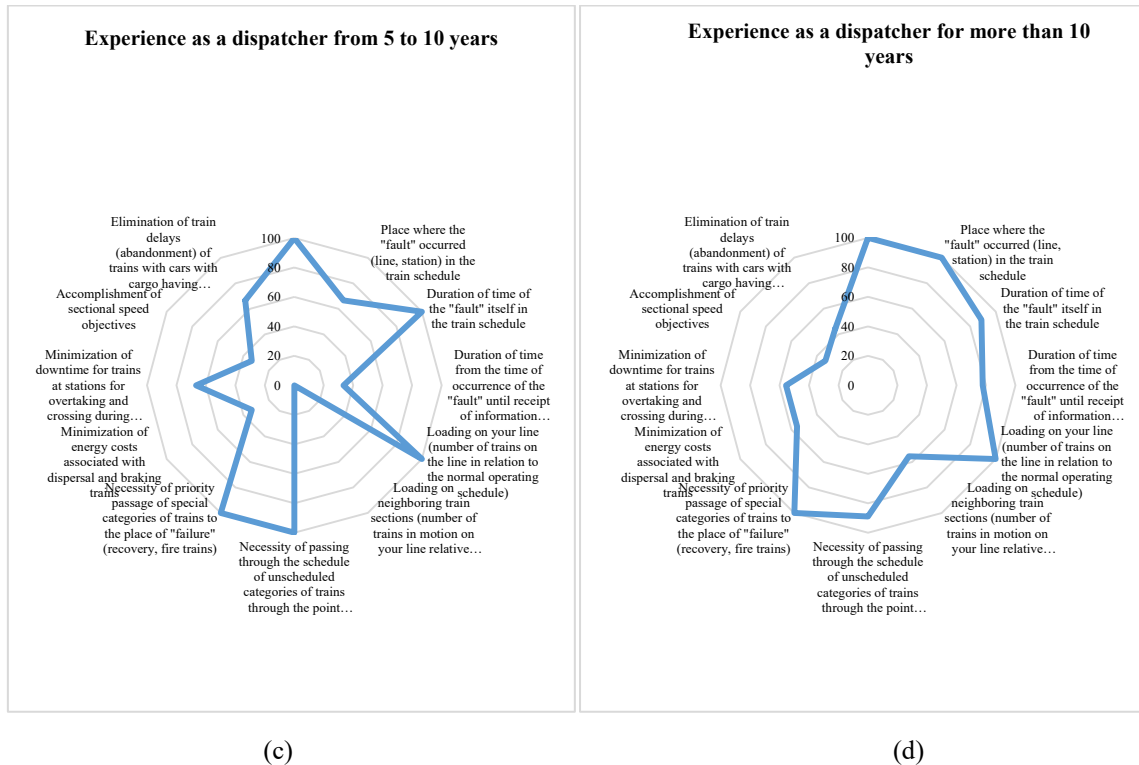 Experience as a dispatcher from 5 to 10 years
100
80
60
40
20
0
Place where the
"fault" occurred
(line, station) in the
train schedule
Duration of time of
the "fault" itself in
the train schedule
Duration of time
from the time of
occurrence of the
"fault" until receipt
of information…
Loading on your line
(number of trains on
the line in relation to
the normal operating
schedule)
Loading on
neighboring train
sections (number of
trains in motion on
your line relative…
Necessity of passing
through the schedule
of unscheduled
categories of trains
through the point…
Necessity of priority
passage of special
categories of trains to
the place of "failure"
(recovery, fire trains)
Minimization of
energy costs
associated with
dispersal and braking
trains
Minimization of
downtime for trains
at stations for
overtaking and
crossing during…
Accomplishment of
sectional speed
objectives
Elimination of train
delays
(abandonment) of
trains with cars with
cargo having…
(c)
Experience as a dispatcher for more than 10
years
100
80
60
40
20
0
Place where the
"fault" occurred (line,
station) in the train
schedule
Duration of time of
the "fault" itself in
the train schedule
Duration of time
from the time of
occurrence of the
"fault" until receipt
of information…
Loading on your line
(number of trains on
the line in relation to
the normal operating
schedule)
Loading on
neighboring train
sections (number of
trains in motion on
your line relative…
Necessity of passing
through the schedule
of unscheduled
categories of trains
through the point…
Necessity of priority
passage of special
categories of trains to
the place of "failure"
(recovery, fire trains)
Minimization of
energy costs
associated with
dispersal and braking
trains
Minimization of
downtime for trains
at stations for
overtaking and
crossing during…
Accomplishment of
sectional speed
objectives
Elimination of train
delays
(abandonment) of
trains with cars with
cargo having…
(d)